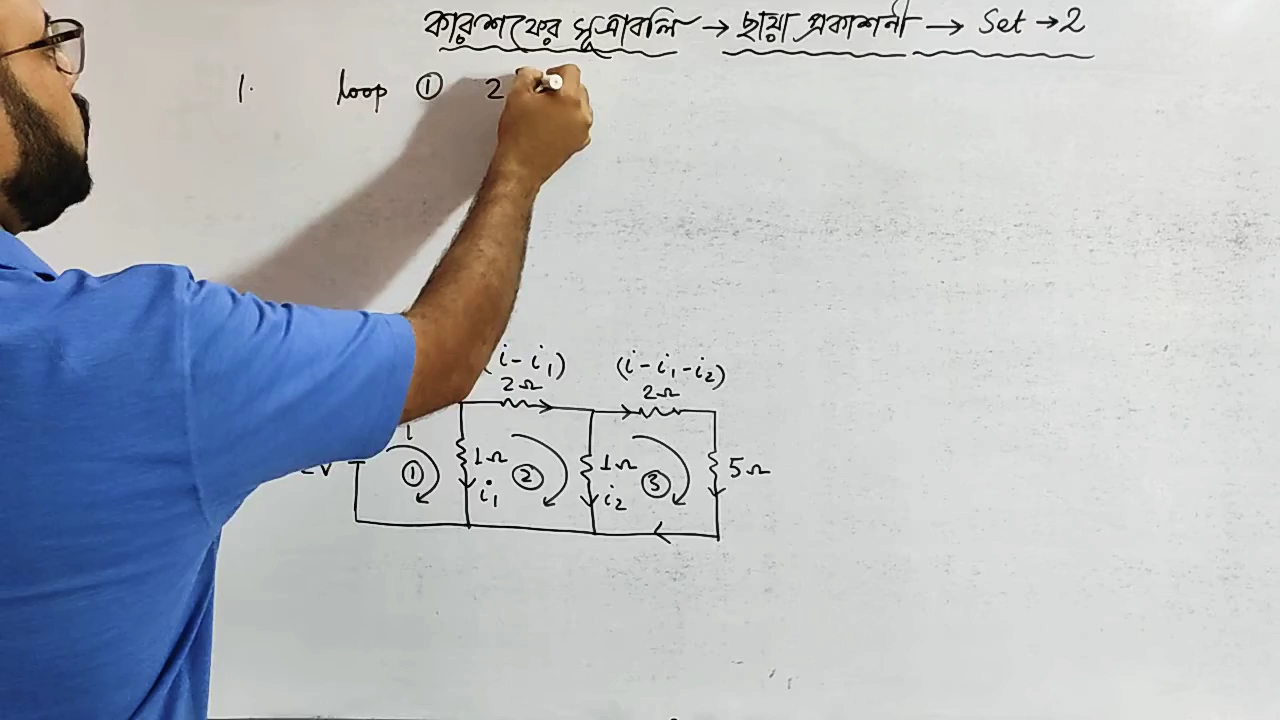 কারশফের সূত্রাবলি → ছায়া প্রকাশনী → Set → 2
1. loop ① 2
(i - i₁) (i - i₁ - i₂)
2Ω 2Ω
i
① 1Ω ② 1Ω ③ 5Ω
i₁ i₂